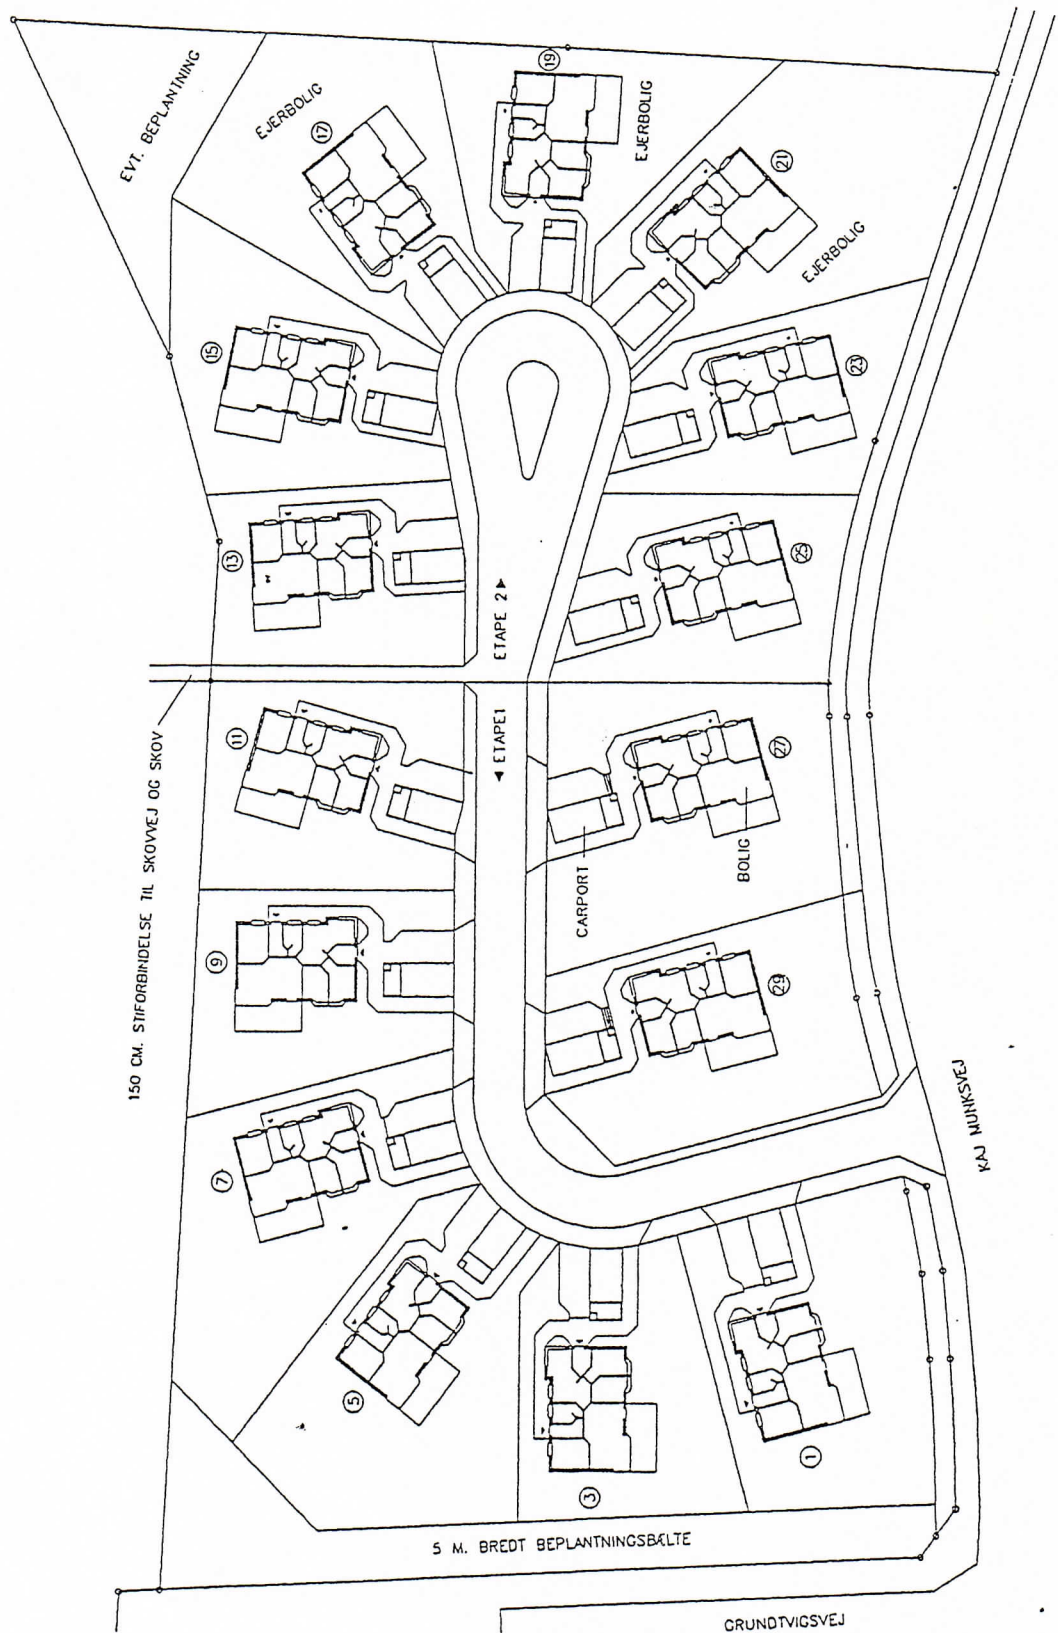 EVT. BEPLANTNING
EJERBOLIG
17
19
EJERBOLIG
21
EJERBOLIG
15
23
13
25
ETAPE 2▶
◀ ETAPE1
150 CM. STIFORBINDELSE TIL SKOVVEJ OG SKOV
11
27
CARPORT
BOLIG
9
29
7
KAJ MUNKSVEJ
5
3
1
5 M. BREDT BEPLANTNINGSBÆLTE
GRUNDTVIGSVEJ